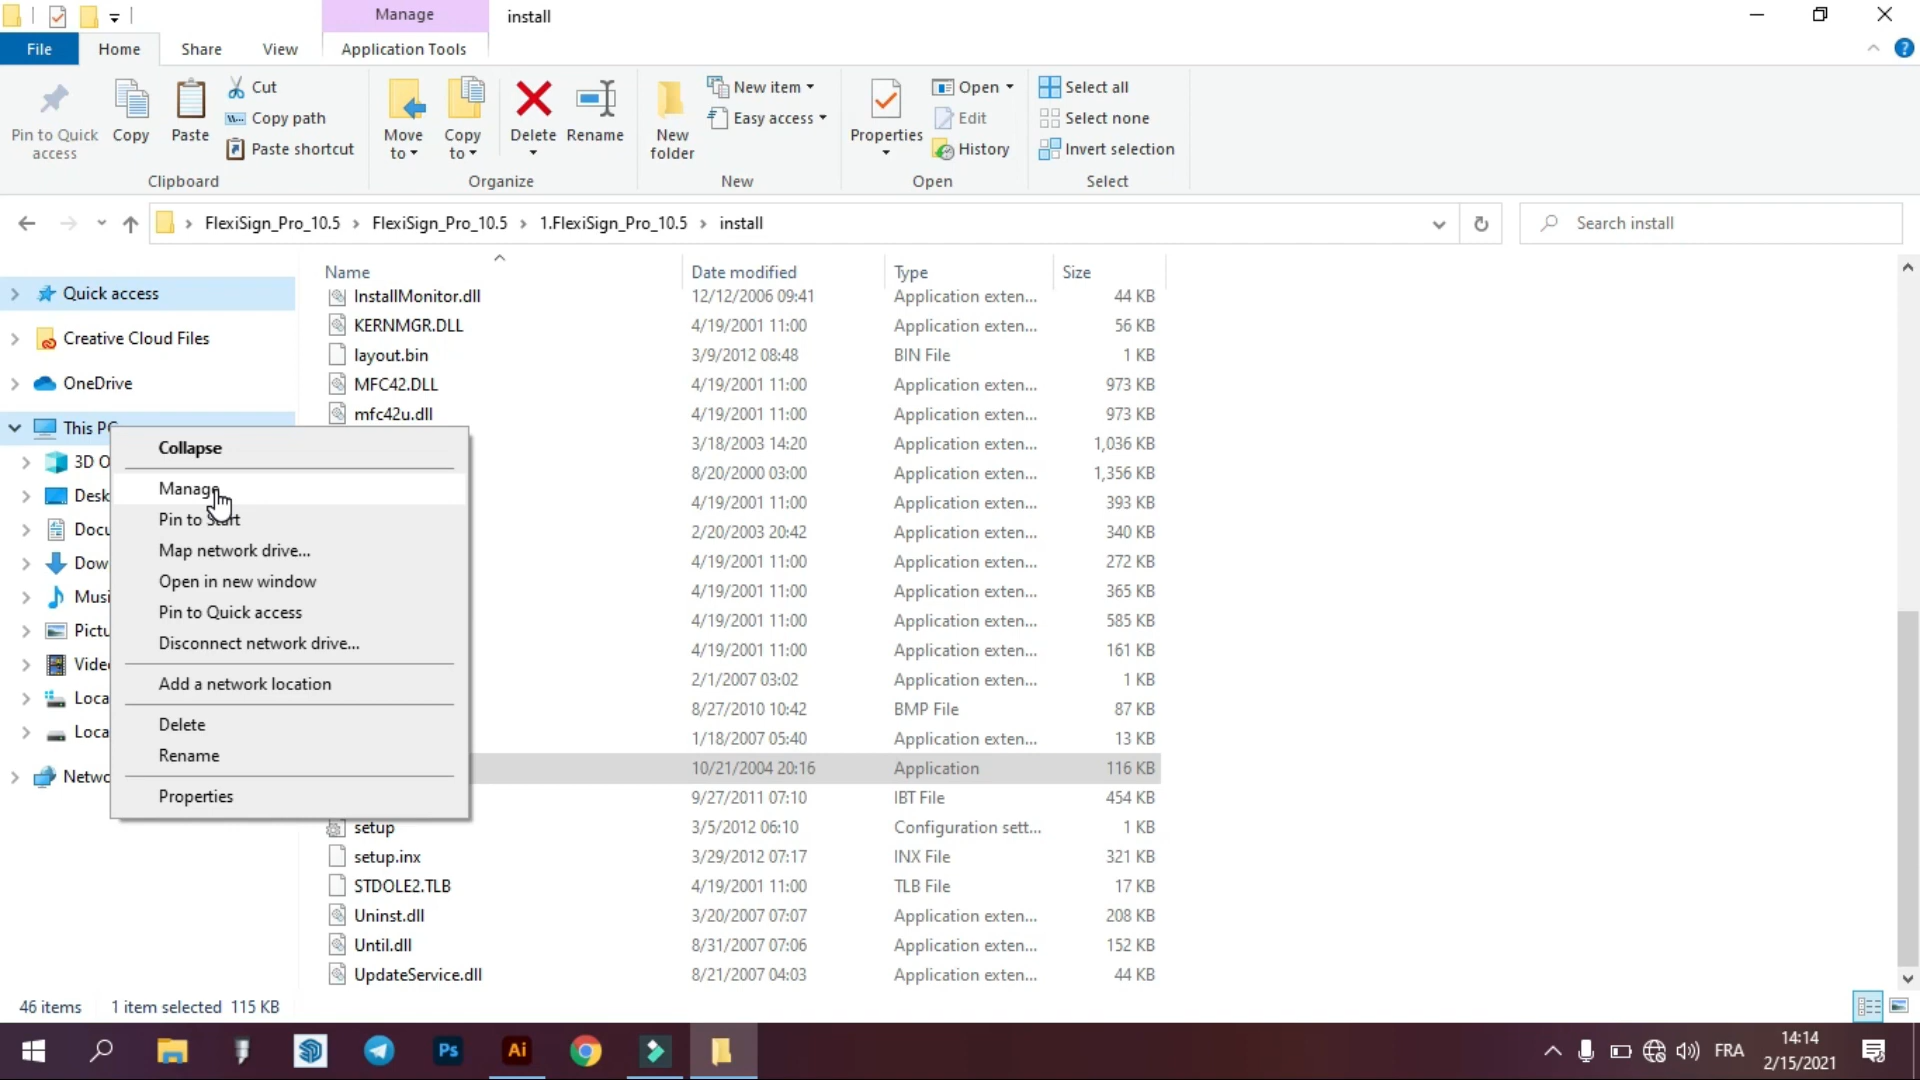 Manage
install
File
Home
Share
View
Application Tools
Pin to Quick
access
Copy
Paste
Cut
Copy path
Paste shortcut
Clipboard
Move
to
Copy
to
Delete
Rename
Organize
New
folder
New item
Easy access
New
Properties
Open
Edit
History
Open
Select all
Select none
Invert selection
Select
FlexiSign_Pro_10.5 › FlexiSign_Pro_10.5 › 1.FlexiSign_Pro_10.5 › install
Search install
Name Date modified Type Size
Quick access
Creative Cloud Files
OneDrive
This PC
3D O
Desk
Docu
Dow
Musi
Pictu
Vide
Loca
Loca
Netwo
Collapse
Manage
Pin to Start
Map network drive...
Open in new window
Pin to Quick access
Disconnect network drive...
Add a network location
Delete
Rename
Properties
InstallMonitor.dll 12/12/2006 09:41 Application exten... 44 KB
KERNMGR.DLL 4/19/2001 11:00 Application exten... 56 KB
layout.bin 3/9/2012 08:48 BIN File 1 KB
MFC42.DLL 4/19/2001 11:00 Application exten... 973 KB
mfc42u.dll 4/19/2001 11:00 Application exten... 973 KB
3/18/2003 14:20 Application exten... 1,036 KB
8/20/2000 03:00 Application exten... 1,356 KB
4/19/2001 11:00 Application exten... 393 KB
2/20/2003 20:42 Application exten... 340 KB
4/19/2001 11:00 Application exten... 272 KB
4/19/2001 11:00 Application exten... 365 KB
4/19/2001 11:00 Application exten... 585 KB
4/19/2001 11:00 Application exten... 161 KB
2/1/2007 03:02 Application exten... 1 KB
8/27/2010 10:42 BMP File 87 KB
1/18/2007 05:40 Application exten... 13 KB
10/21/2004 20:16 Application 116 KB
9/27/2011 07:10 IBT File 454 KB
setup 3/5/2012 06:10 Configuration sett... 1 KB
setup.inx 3/29/2012 07:17 INX File 321 KB
STDOLE2.TLB 4/19/2001 11:00 TLB File 17 KB
Uninst.dll 3/20/2007 07:07 Application exten... 208 KB
Until.dll 8/31/2007 07:06 Application exten... 152 KB
UpdateService.dll 8/21/2007 04:03 Application exten... 44 KB
46 items 1 item selected 115 KB
Ps
Ai
FRA
14:14
2/15/2021